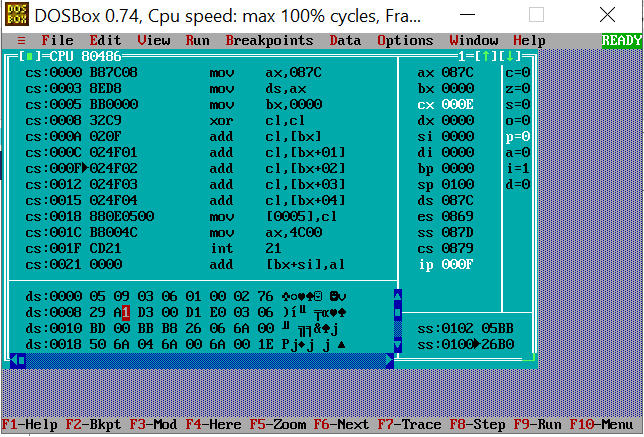 DOSBox 0.74, Cpu speed: max 100% cycles, Fra...
≡ File Edit View Run Breakpoints Data Options Window Help READY
[■]=CPU 80486 1=[↑][↓]
cs:0000 B87C08 mov ax,087C ax 087C c=0
cs:0003 8ED8 mov ds,ax bx 0000 z=0
cs:0005 BB0000 mov bx,0000 cx 000E s=0
cs:0008 32C9 xor cl,cl dx 0000 o=0
cs:000A 020F add cl,[bx] si 0000 p=0
cs:000C 024F01 add cl,[bx+01] di 0000 a=0
cs:000F►024F02 add cl,[bx+02] bp 0000 i=1
cs:0012 024F03 add cl,[bx+03] sp 0100 d=0
cs:0015 024F04 add cl,[bx+04] ds 087C
cs:0018 880E0500 mov [0005],cl es 0869
cs:001C B8004C mov ax,4C00 ss 087D
cs:001F CD21 int 21 cs 0879
cs:0021 0000 add [bx+si],al ip 000F
ds:0000 05 09 03 06 01 00 02 76 ♣○♥♠☺ ☻v
ds:0008 29 A1 D3 00 D1 E0 03 06 )í╙ ╤α♥♠
ds:0010 BD 00 BB B8 26 06 6A 00 ╜ ╗╕&♠j
ss:0102 05BB
ds:0018 50 6A 04 6A 00 6A 00 1E Pj♦j j ▲
ss:0100►26B0
F1-Help F2-Bkpt F3-Mod F4-Here F5-Zoom F6-Next F7-Trace F8-Step F9-Run F10-Menu